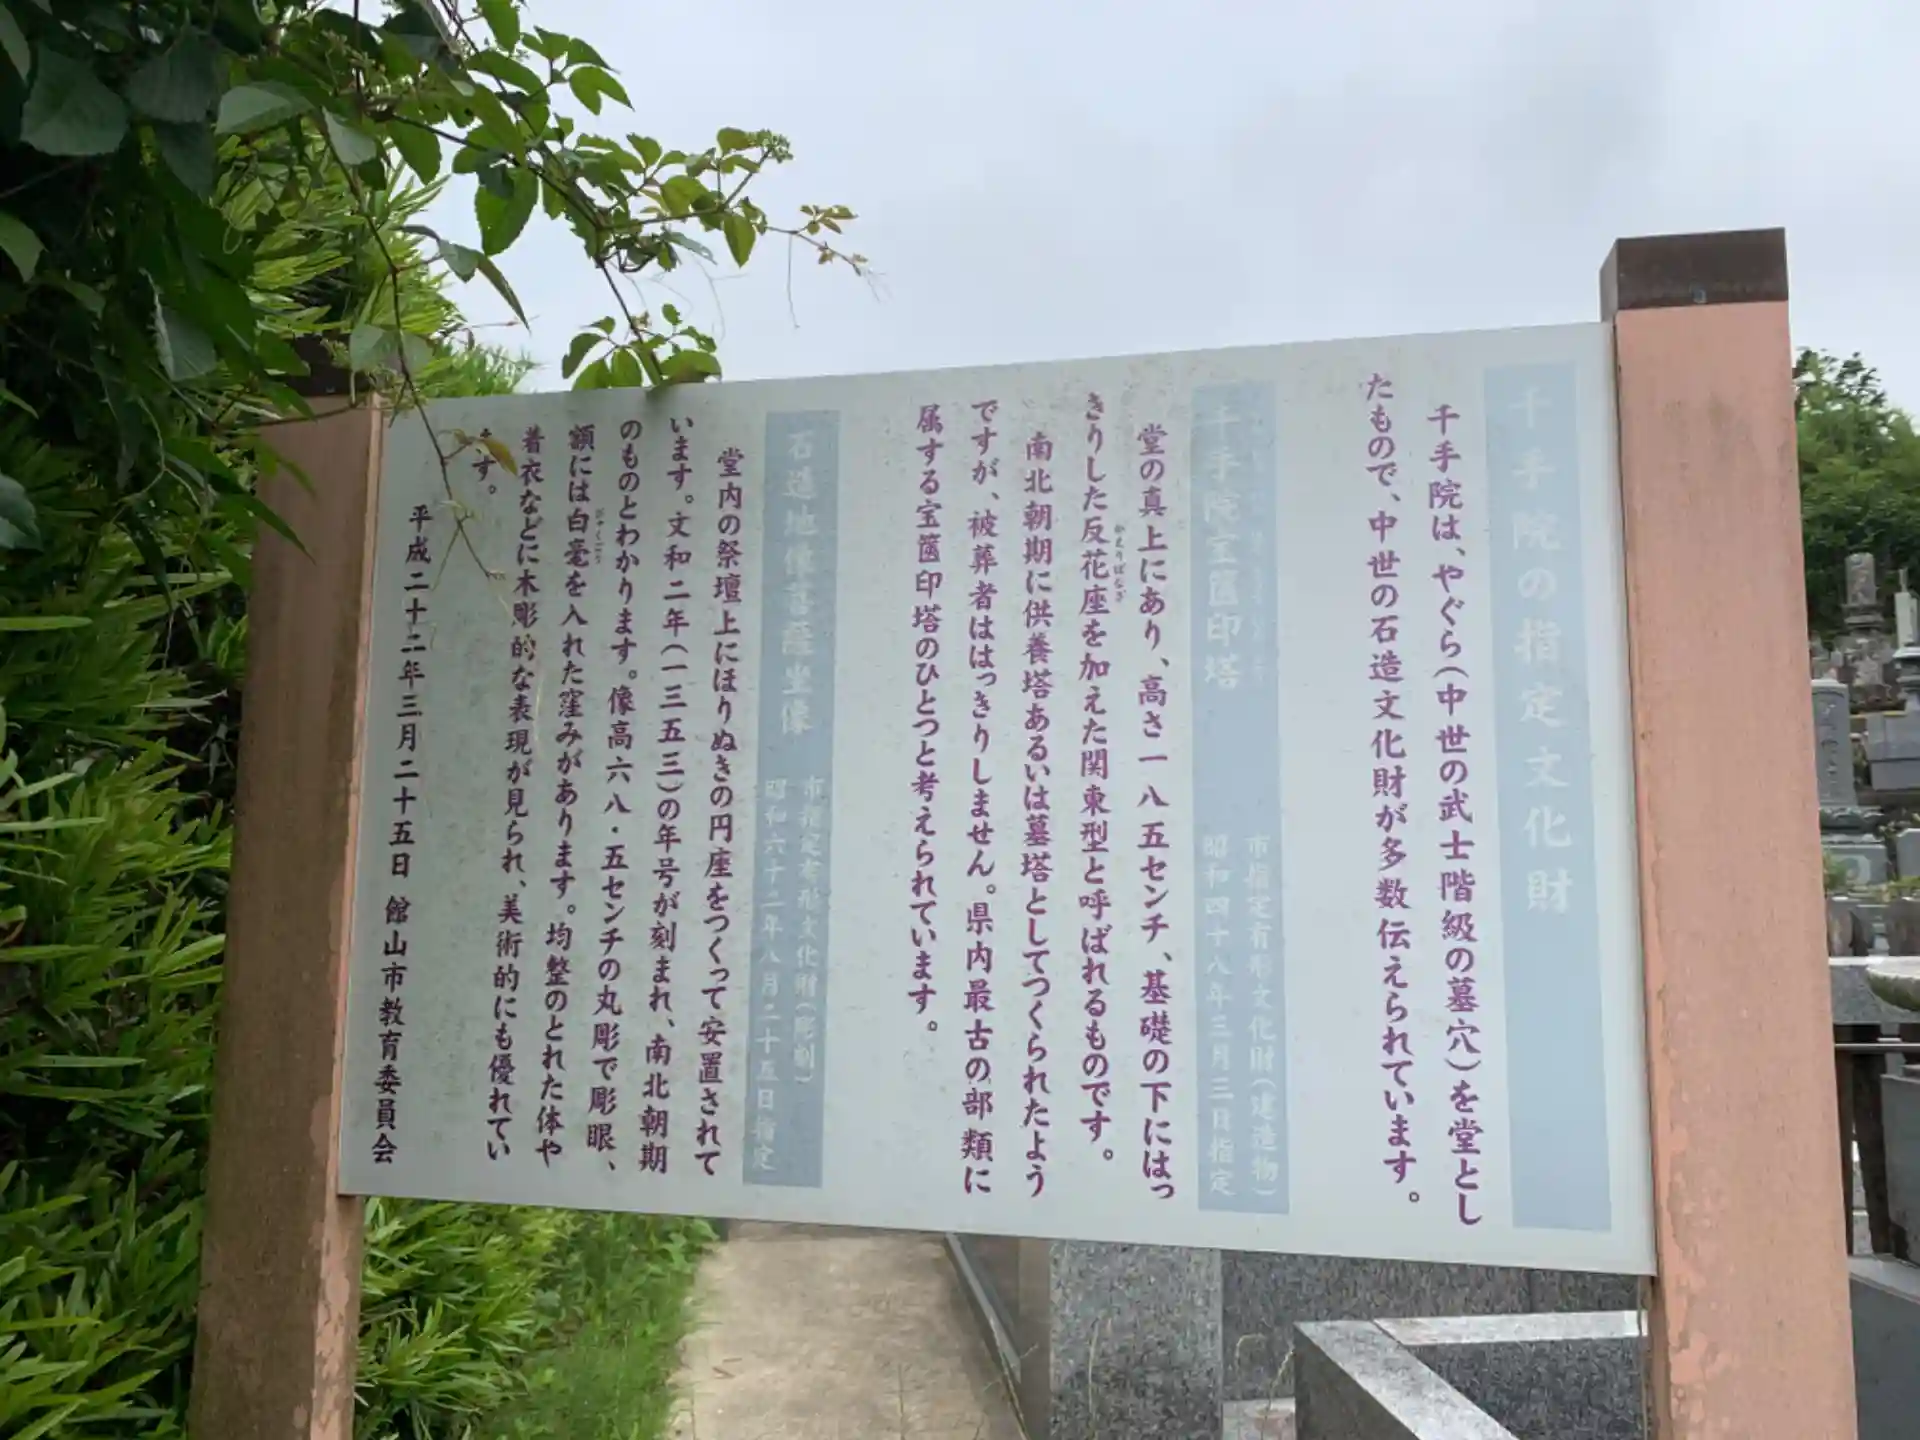 千手院の指定文化財
千手院は、やぐら(中世の武士階級の墓穴)を堂とし
たもので、中世の石造文化財が多数伝えられています。
千手院宝篋印塔
市指定有形文化財(建造物)
昭和四十八年三月三日指定
堂の真上にあり、高さ一八五センチ、基礎の下にはっ
きりした反花座を加えた関東型と呼ばれるものです。
かえりばなざ
南北朝期に供養塔あるいは墓塔としてつくられたよう
ですが、被葬者ははっきりしません。県内最古の部類に
属する宝篋印塔のひとつと考えられています。
石造地像菩薩坐像
市指定有形文化財(彫刻)
昭和六十二年八月二十五日指定
堂内の祭壇上にほりぬきの円座をつくって安置されて
います。文和二年(一三五三)の年号が刻まれ、南北朝期
のものとわかります。像高六八・五センチの丸彫で彫眼、
額には白毫を入れた窪みがあります。均整のとれた体や
びゃくごう
着衣などに木彫的な表現が見られ、美術的にも優れてい
ます。
平成二十二年三月二十五日 館山市教育委員会